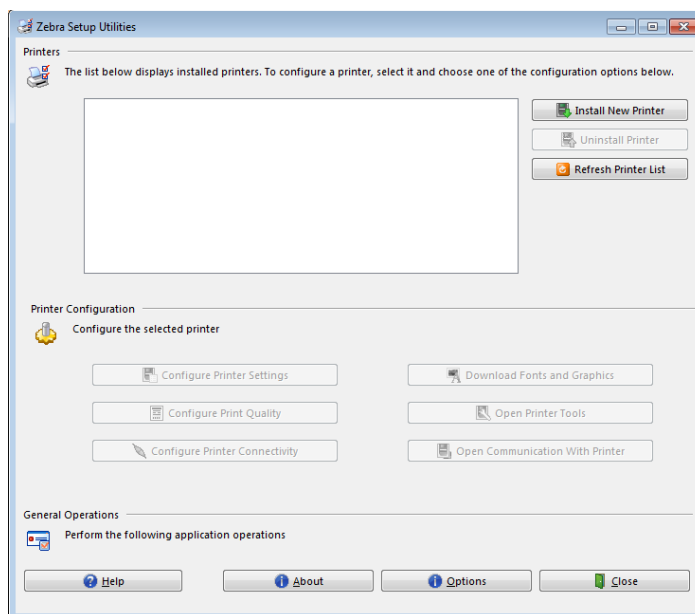 Zebra Setup Utilities
Printers
The list below displays installed printers. To configure a printer, select it and choose one of the configuration options below.
Install New Printer
Uninstall Printer
Refresh Printer List
Printer Configuration
Configure the selected printer
Configure Printer Settings
Download Fonts and Graphics
Configure Print Quality
Open Printer Tools
Configure Printer Connectivity
Open Communication With Printer
General Operations
Perform the following application operations
Help
About
Options
Close